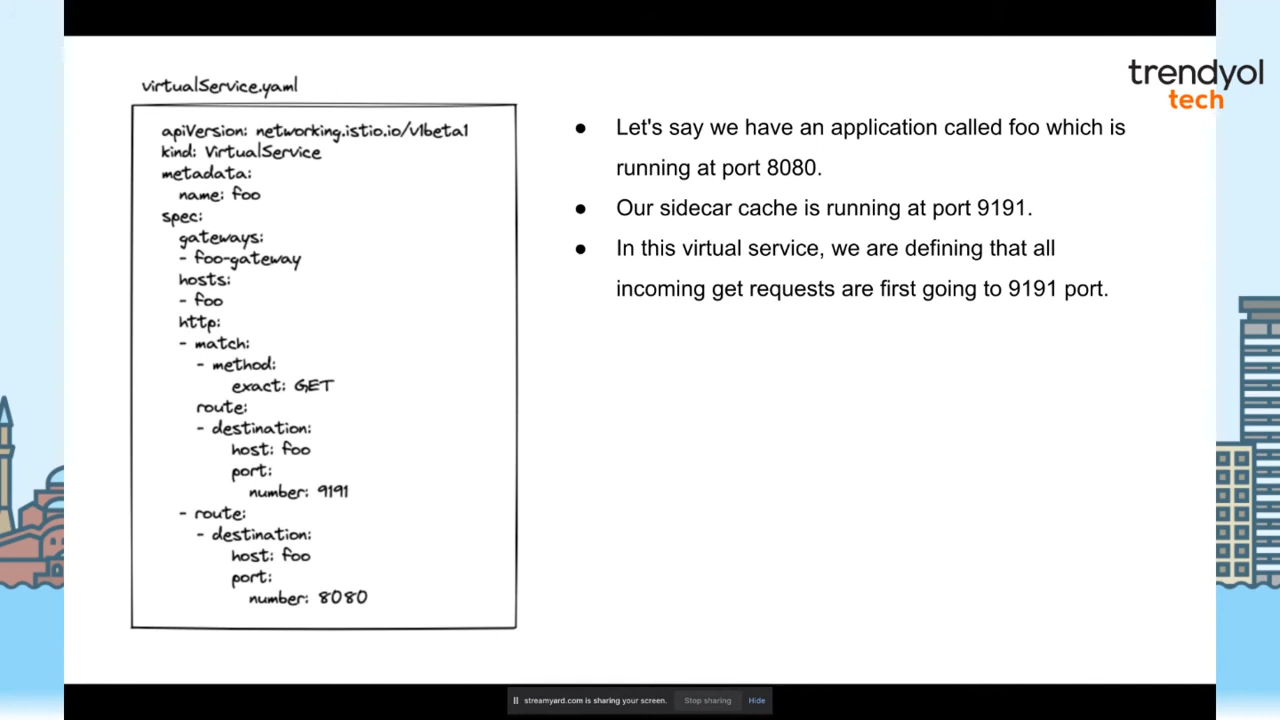 virtualService.yaml
apiVersion: networking.istio.io/v1beta1
kind: VirtualService
metadata:
name: foo
spec:
gateways:
- foo-gateway
hosts:
- foo
http:
- match:
- method:
exact: GET
route:
- destination:
host: foo
port:
number: 9191
- route:
- destination:
host: foo
port:
number: 8080
trendyol
tech
● Let's say we have an application called foo which is
running at port 8080.
● Our sidecar cache is running at port 9191.
● In this virtual service, we are defining that all
incoming get requests are first going to 9191 port.
streamyard.com is sharing your screen.
Stop sharing
Hide